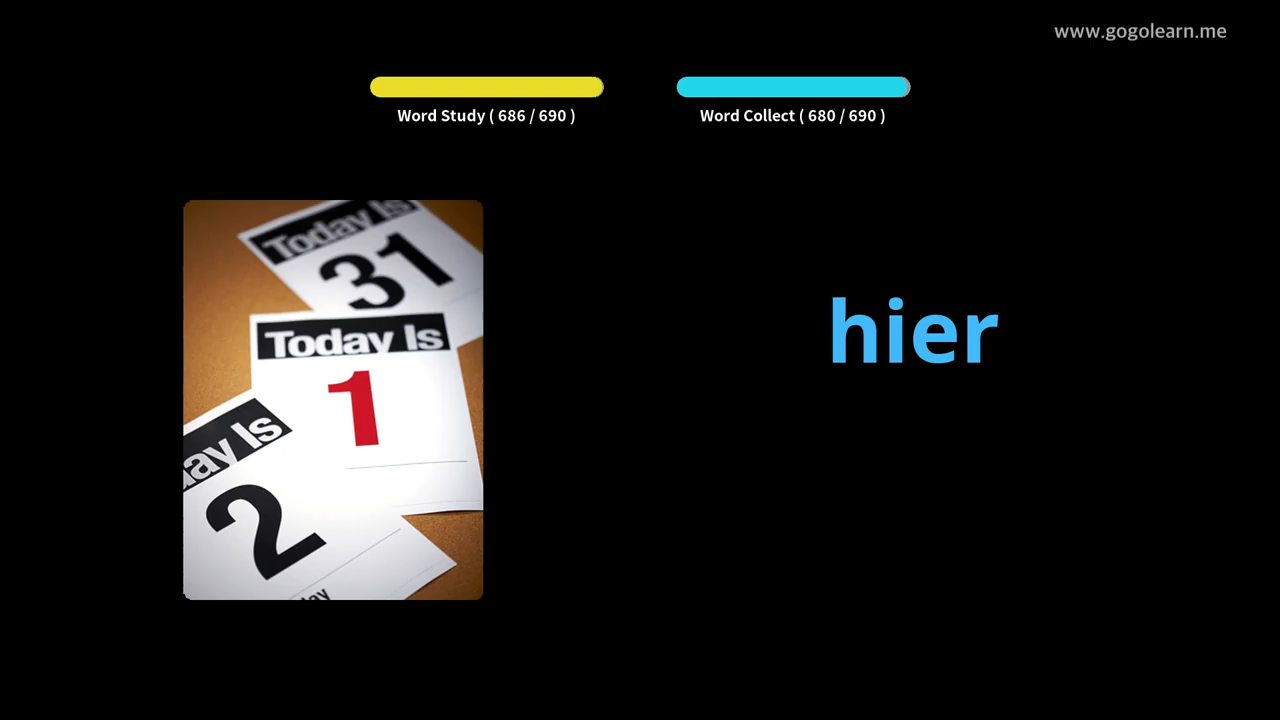 www.gogolearn.me
Word Study ( 686 / 690 )
Word Collect ( 680 / 690 )
Today Is
31
Today Is
1
hier
ay Is
2
ay